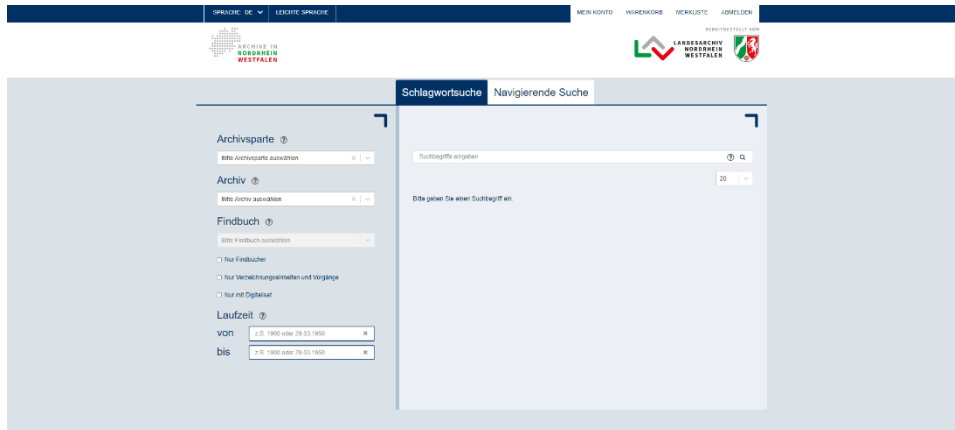 SPRACHE: DE
LEICHTE SPRACHE
MEIN KONTO
WARENKORB
MERKLISTE
ABMELDEN
ARCHIVE IN
NORDRHEIN
WESTFALEN
BEREITGESTELLT VOM
LANDESARCHIV
NORDRHEIN
WESTFALEN
Schlagwortsuche
Navigierende Suche
Archivsparte
Bitte Archivsparte auswählen
Archiv
Bitte Archiv auswählen
Findbuch
Bitte Findbuch auswählen
Nur Findbücher
Nur Verzeichnungseinheiten und Vorgänge
Nur mit Digitalisat
Laufzeit
von
z.B. 1900 oder 29.03.1950
bis
z.B. 1900 oder 29.03.1950
Suchbegriffe eingeben
20
Bitte geben Sie einen Suchbegriff ein.